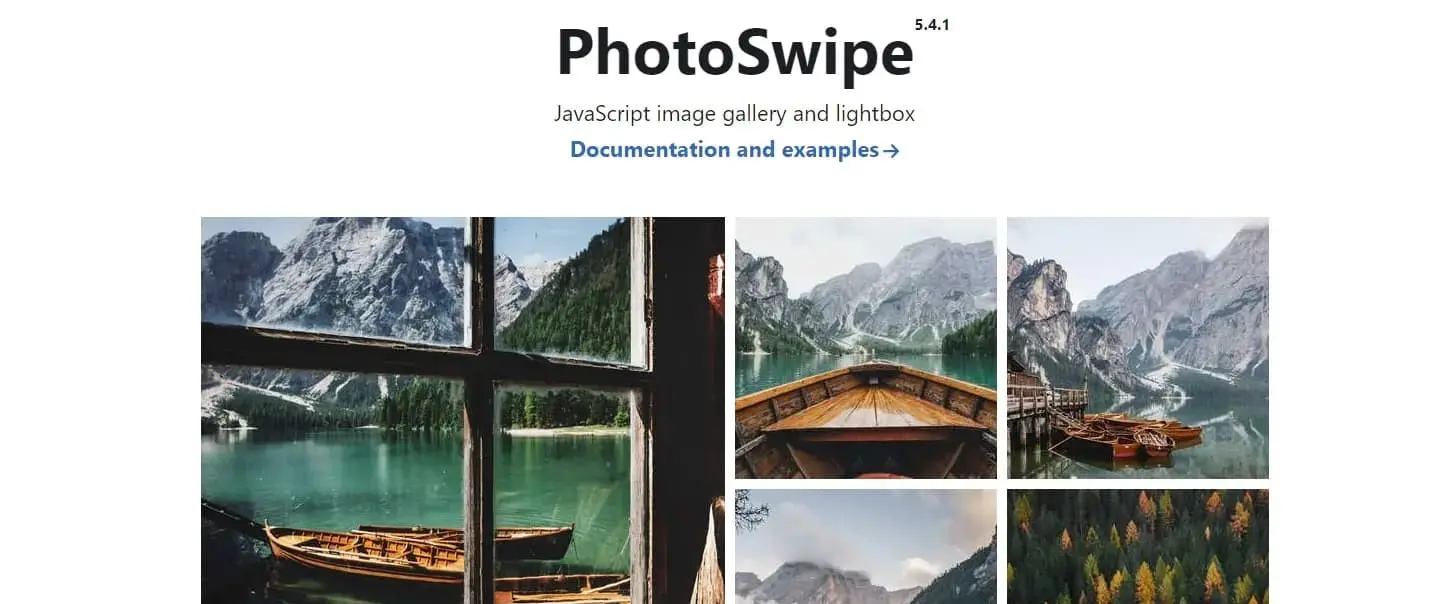 PhotoSwipe 5.4.1
JavaScript image gallery and lightbox
Documentation and examples→